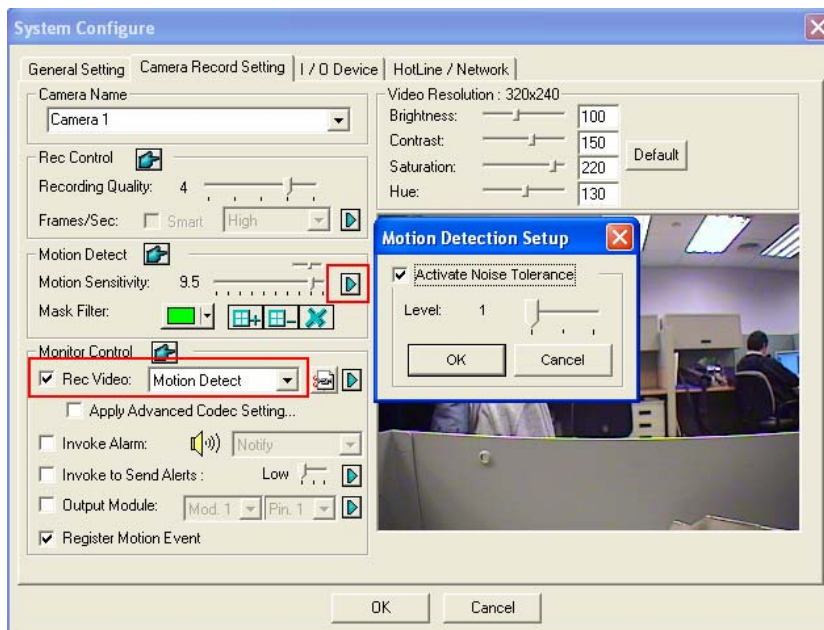 System Configure
General Setting
Camera Record Setting
I / O Device
HotLine / Network
Camera Name
Camera 1
Rec Control
Recording Quality: 4
Frames/Sec: Smart High
Motion Detect
Motion Sensitivity: 9.5
Mask Filter:
Monitor Control
Rec Video: Motion Detect
Apply Advanced Codec Setting...
Invoke Alarm: Notify
Invoke to Send Alerts : Low
Output Module: Mod. 1 Pin. 1
Register Motion Event
Video Resolution : 320x240
Brightness: 100
Contrast: 150
Saturation: 220
Hue: 130
Default
Motion Detection Setup
Activate Noise Tolerance
Level: 1
OK
Cancel
OK
Cancel